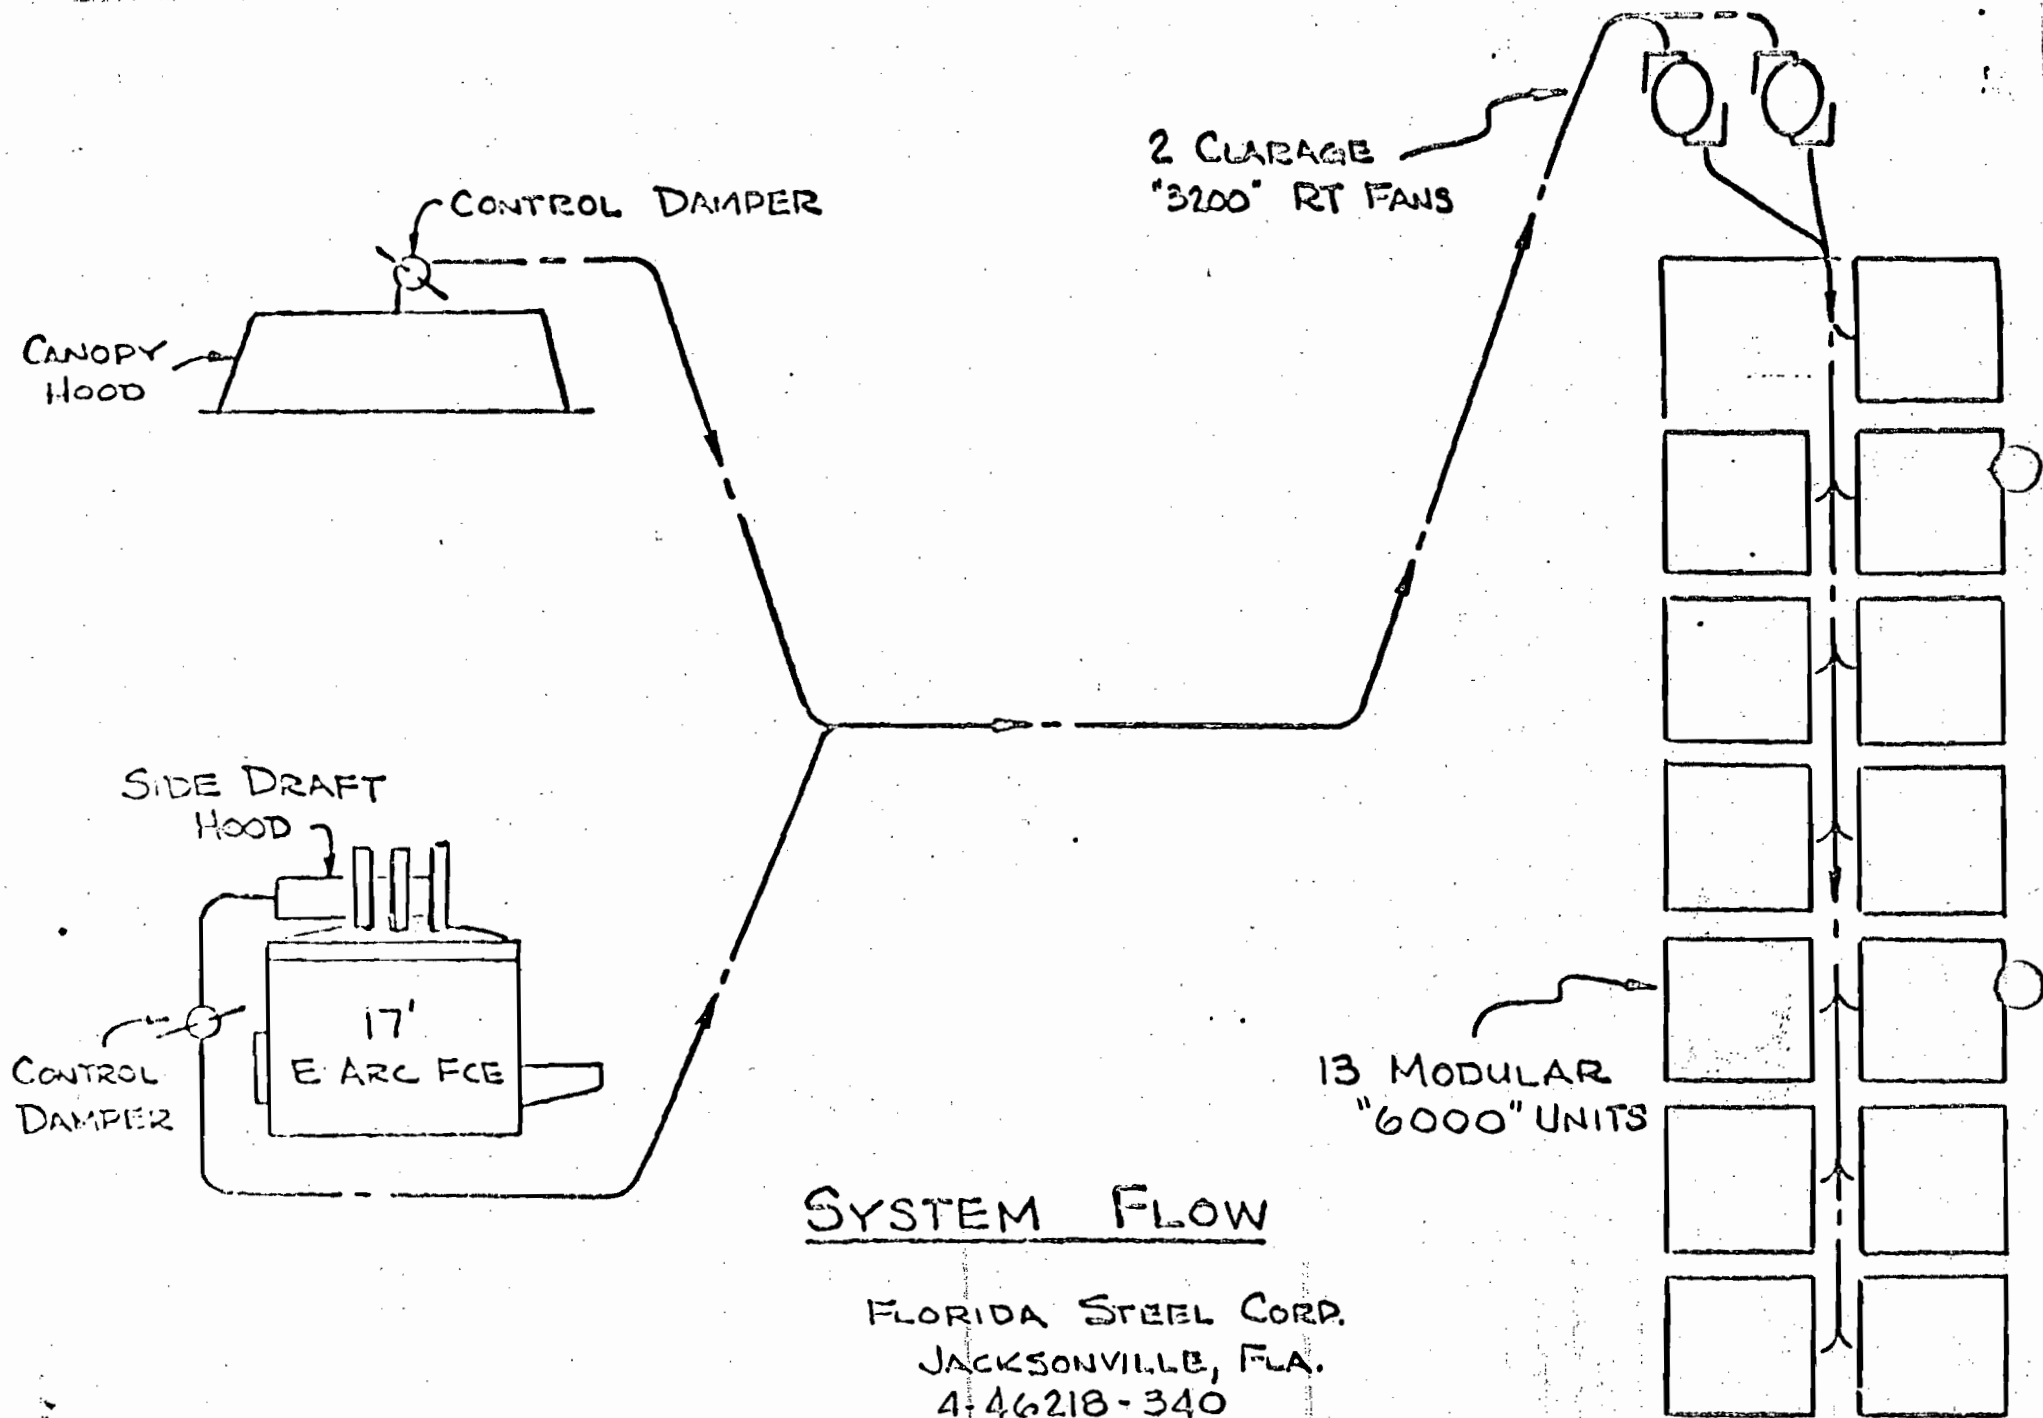 2 CLARAGE
"3200" RT FANS
CONTROL DAMPER
CANOPY
HOOD
SIDE DRAFT
HOOD
17'
E ARC FCE
CONTROL
DAMPER
13 MODULAR
"6000" UNITS
SYSTEM FLOW
FLORIDA STEEL CORP.
JACKSONVILLE, FLA.
4-46218-340